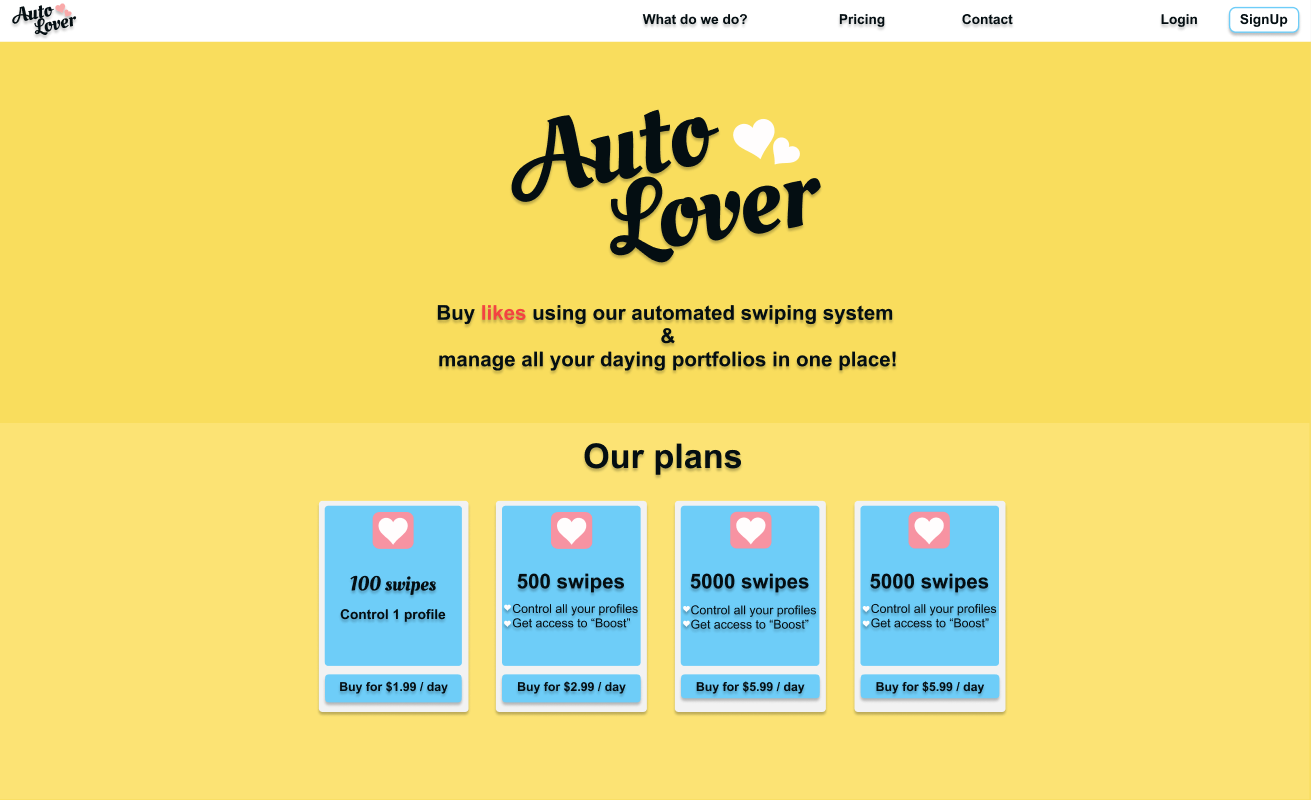 Auto
Lover
What do we do?
Pricing
Contact
Login
SignUp
Auto
Lover
Buy likes using our automated swiping system
&
manage all your daying portfolios in one place!
Our plans
100 swipes
Control 1 profile
Buy for $1.99 / day
500 swipes
Control all your profiles
Get access to “Boost”
Buy for $2.99 / day
5000 swipes
Control all your profiles
Get access to “Boost”
Buy for $5.99 / day
5000 swipes
Control all your profiles
Get access to “Boost”
Buy for $5.99 / day